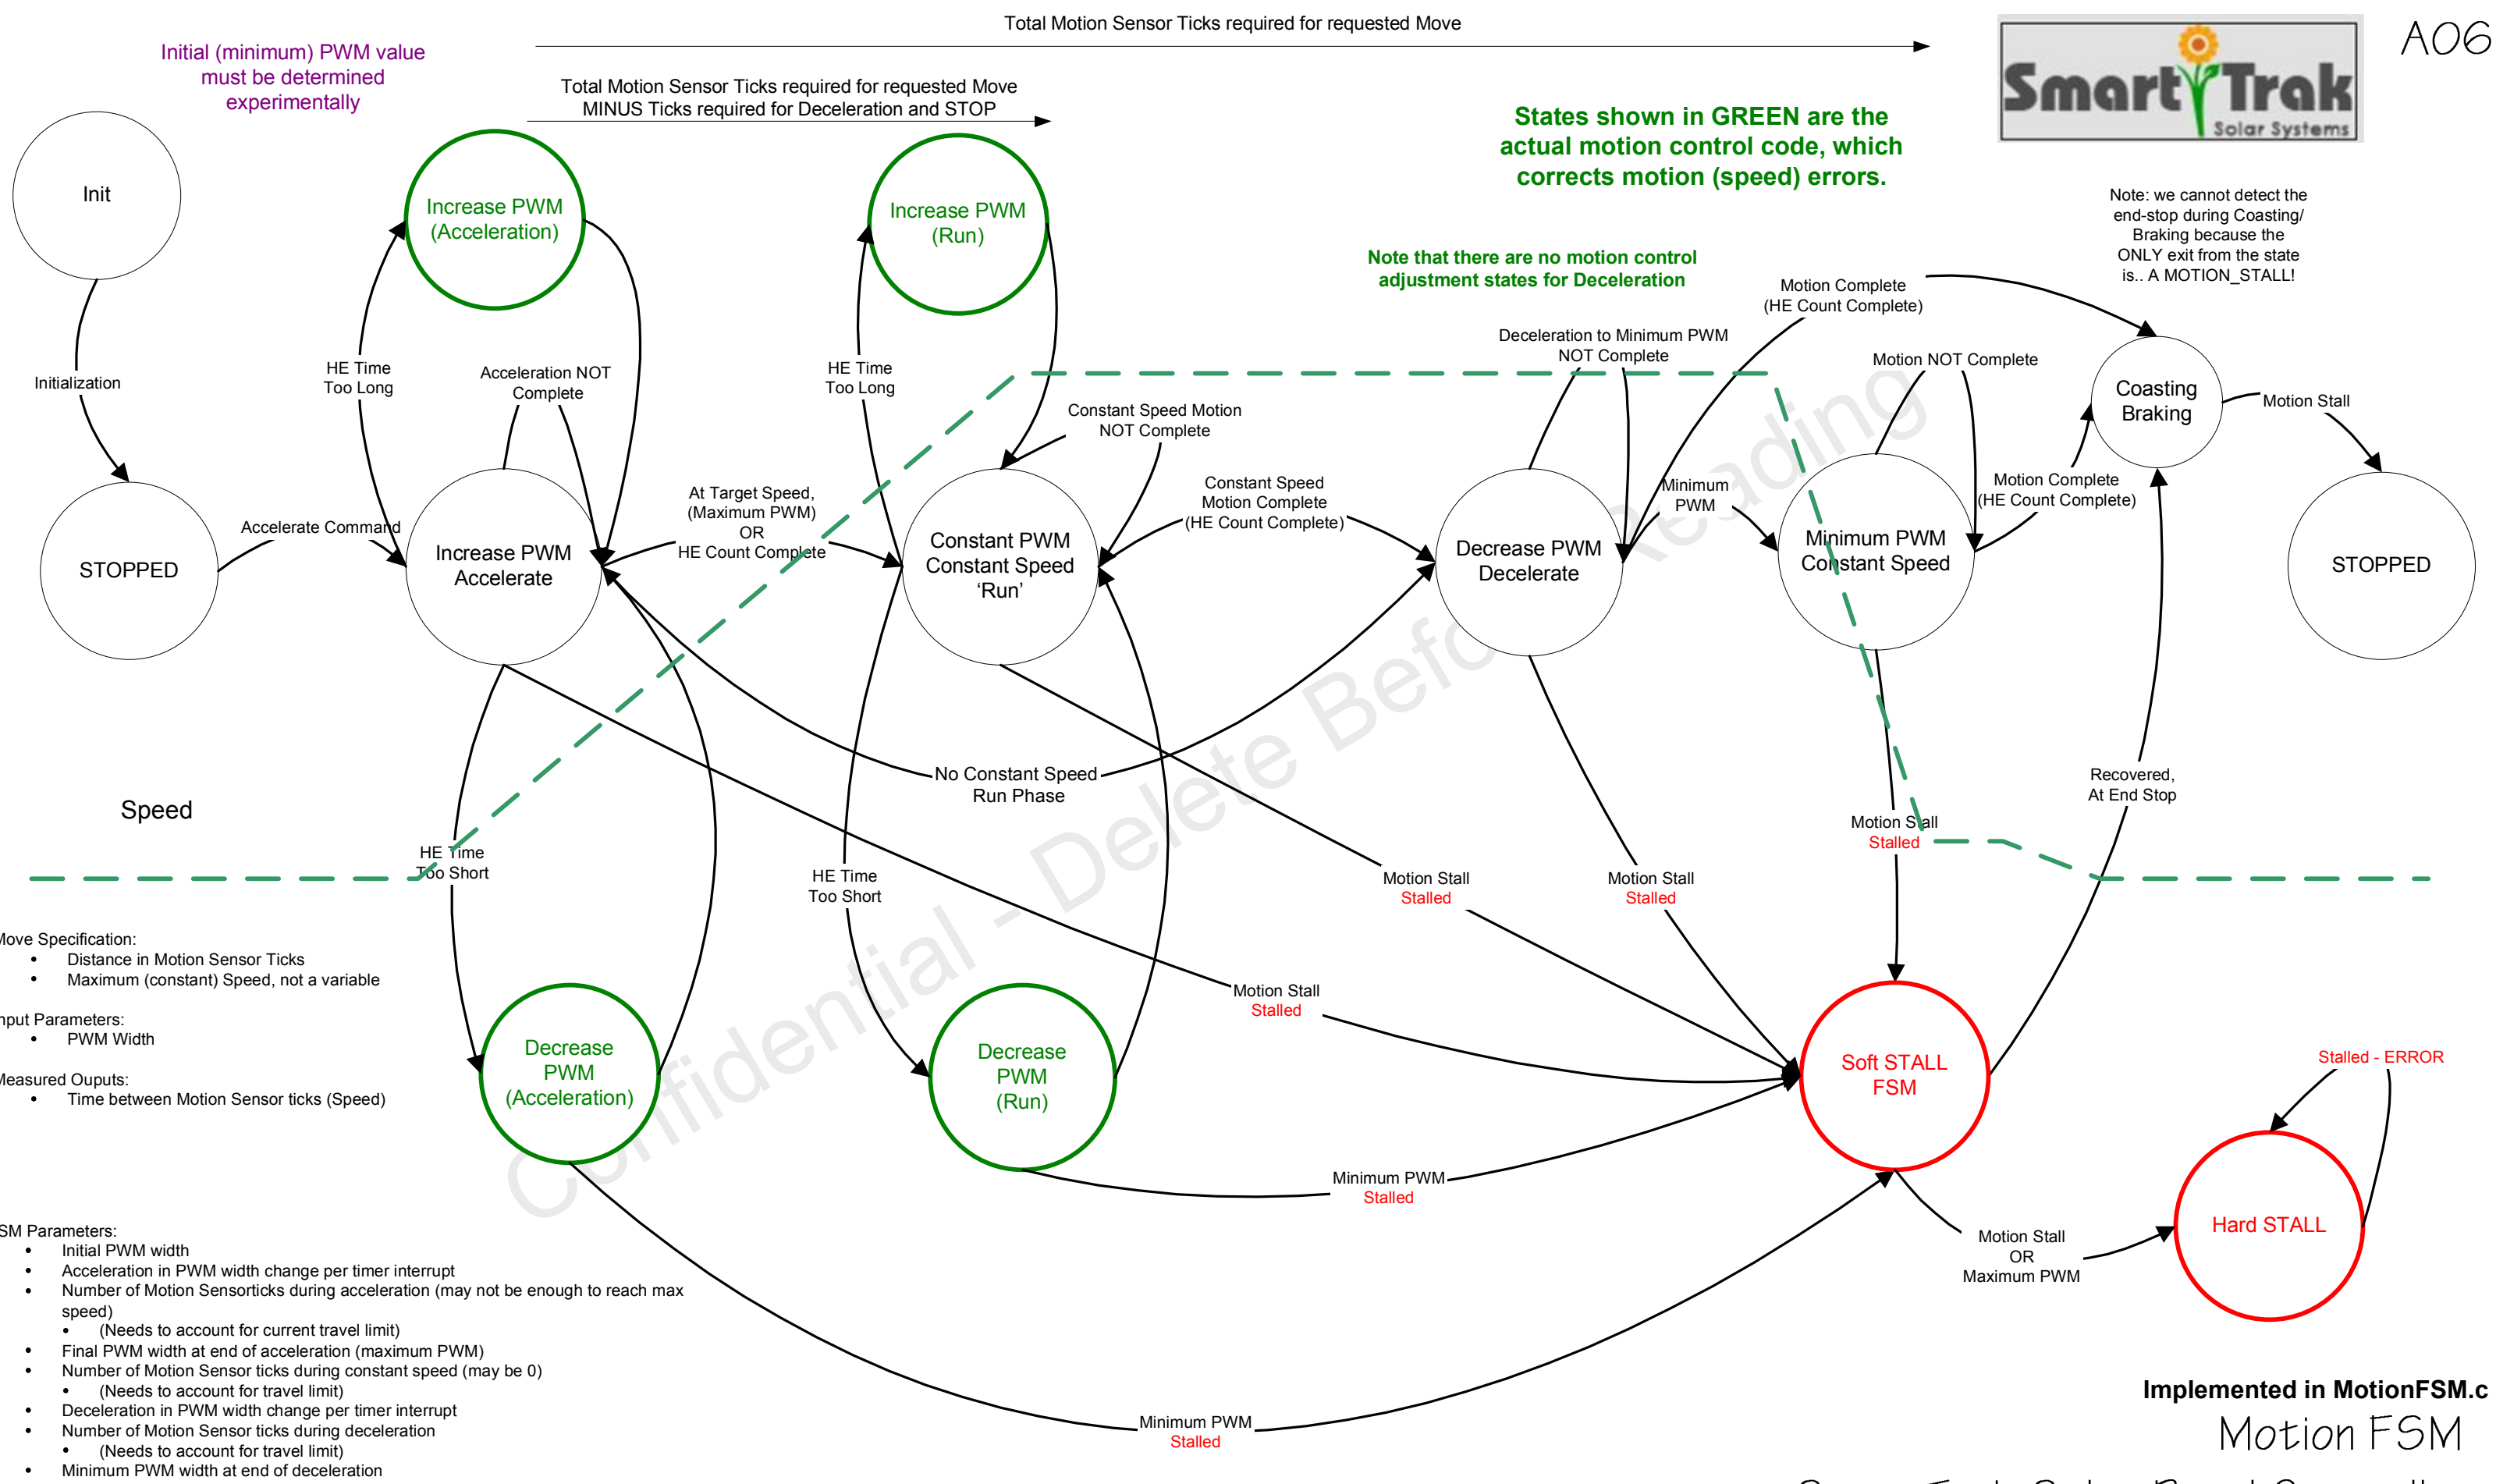 Total Motion Sensor Ticks required for requested Move
A06
Initial (minimum) PWM value
must be determined
experimentally
Total Motion Sensor Ticks required for requested Move
MINUS Ticks required for Deceleration and STOP
Smart Trak
Solar Systems
States shown in GREEN are the
actual motion control code, which
corrects motion (speed) errors.
Note that there are no motion control
adjustment states for Deceleration
Note: we cannot detect the
end-stop during Coasting/
Braking because the
ONLY exit from the state
is.. A MOTION_STALL!
Init
Increase PWM
(Acceleration)
Increase PWM
(Run)
Initialization
HE Time
Too Long
Acceleration NOT
Complete
HE Time
Too Long
Constant Speed Motion
NOT Complete
Deceleration to Minimum PWM
NOT Complete
Motion Complete
(HE Count Complete)
Motion NOT Complete
Coasting
Braking
Motion Stall
STOPPED
Accelerate Command
Increase PWM
Accelerate
At Target Speed,
(Maximum PWM)
OR
HE Count Complete
Constant PWM
Constant Speed
‘Run’
Constant Speed
Motion Complete
(HE Count Complete)
Decrease PWM
Decelerate
Minimum
PWM
Minimum PWM
Constant Speed
Motion Complete
(HE Count Complete)
STOPPED
No Constant Speed
Run Phase
Speed
Recovered,
At End Stop
HE Time
Too Short
HE Time
Too Short
Motion Stall
Stalled
Motion Stall
Stalled
Motion Stall
Stalled
Motion Stall
Stalled
Confidential - Delete Before Reading
Move Specification:
• Distance in Motion Sensor Ticks
• Maximum (constant) Speed, not a variable
nput Parameters:
• PWM Width
Measured Ouputs:
• Time between Motion Sensor ticks (Speed)
Decrease
PWM
(Acceleration)
Decrease
PWM
(Run)
Soft STALL
FSM
Stalled - ERROR
Hard STALL
Minimum PWM
Stalled
Motion Stall
OR
Maximum PWM
Minimum PWM
Stalled
SM Parameters:
• Initial PWM width
• Acceleration in PWM width change per timer interrupt
• Number of Motion Sensorticks during acceleration (may not be enough to reach max
speed)
• (Needs to account for current travel limit)
• Final PWM width at end of acceleration (maximum PWM)
• Number of Motion Sensor ticks during constant speed (may be 0)
• (Needs to account for travel limit)
• Deceleration in PWM width change per timer interrupt
• Number of Motion Sensor ticks during deceleration
• (Needs to account for travel limit)
• Minimum PWM width at end of deceleration
Implemented in MotionFSM.c
Motion FSM